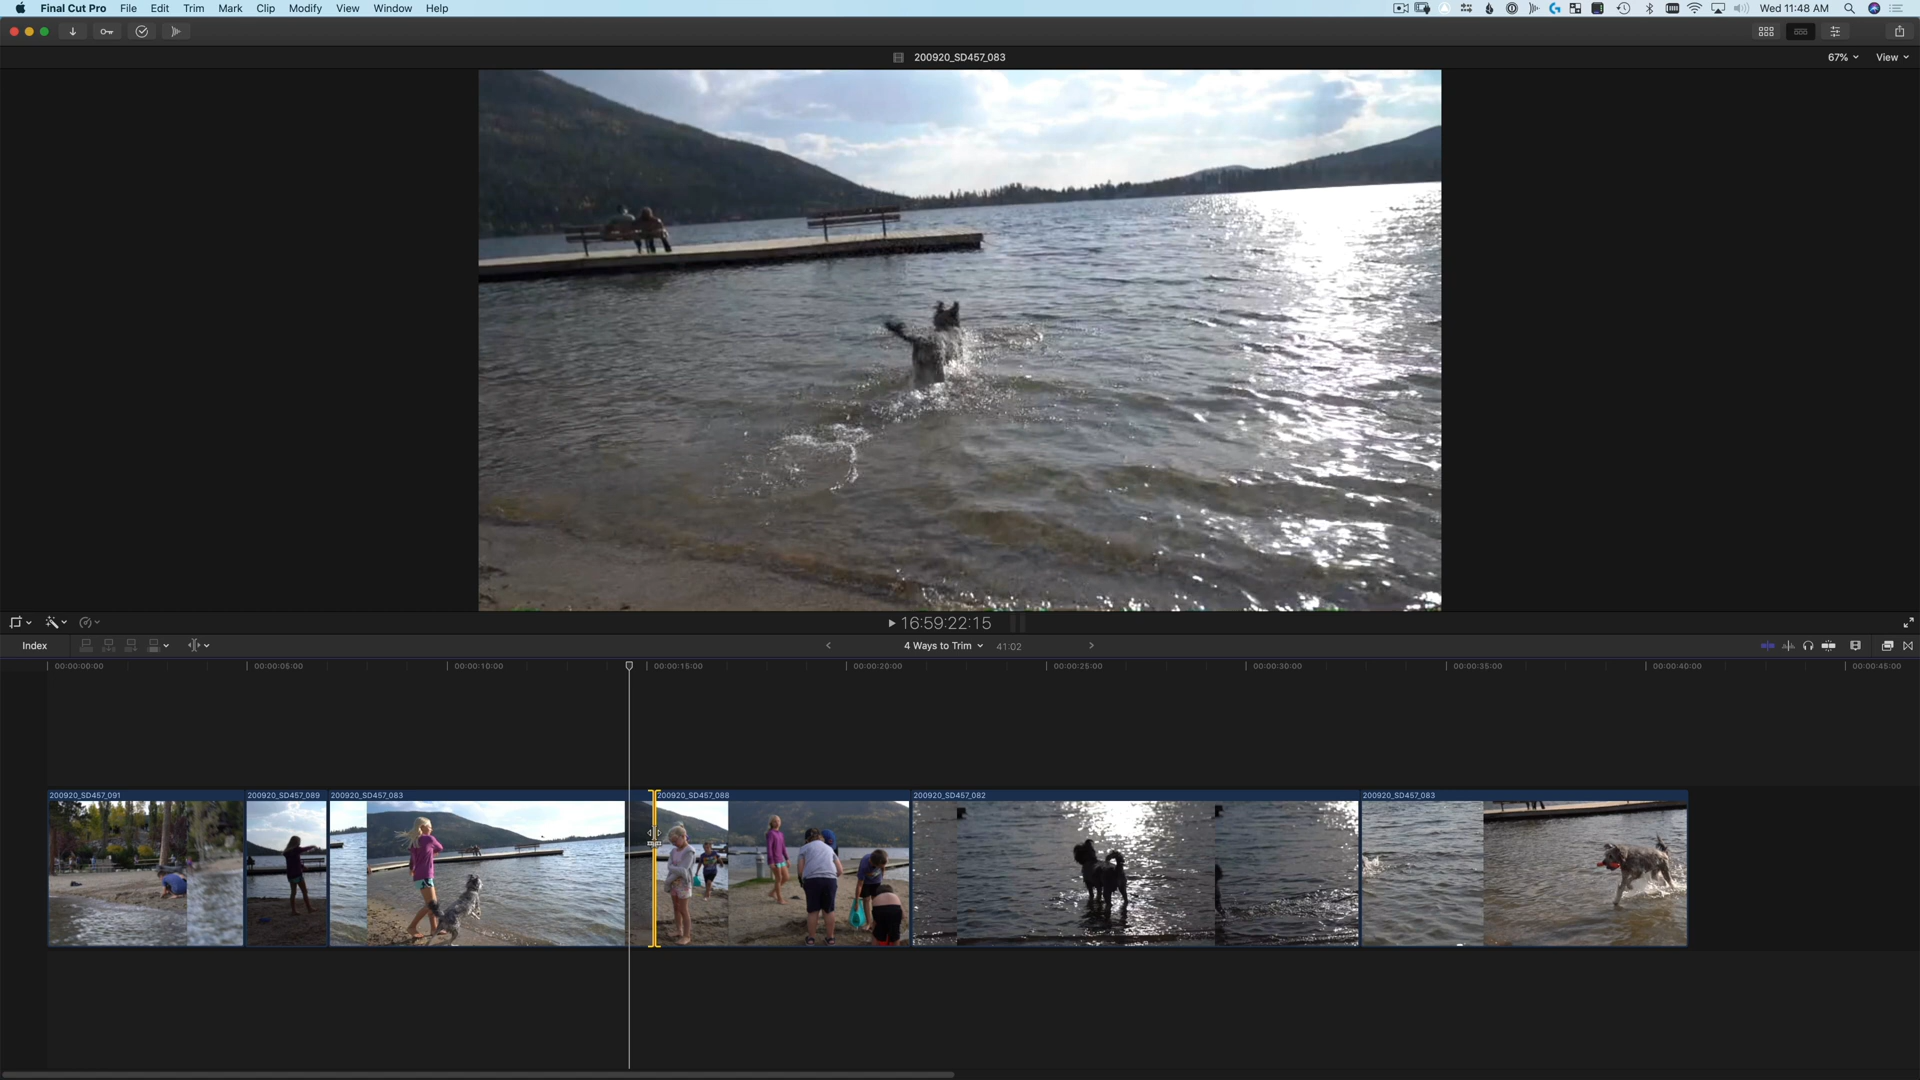 Final Cut Pro File Edit Trim Mark Clip Modify View Window Help Wed 11:48 AM
200920_SD457_083 67% View
16:59:22:15
Index 4 Ways to Trim 41:02
00:00:00:00 00:00:05:00 00:00:10:00 00:00:15:00 00:00:20:00 00:00:25:00 00:00:30:00 00:00:35:00 00:00:40:00 00:00:45:00
200920_SD457_091 200920_SD457_089 200920_SD457_083 200920_SD457_088 200920_SD457_082 200920_SD457_083